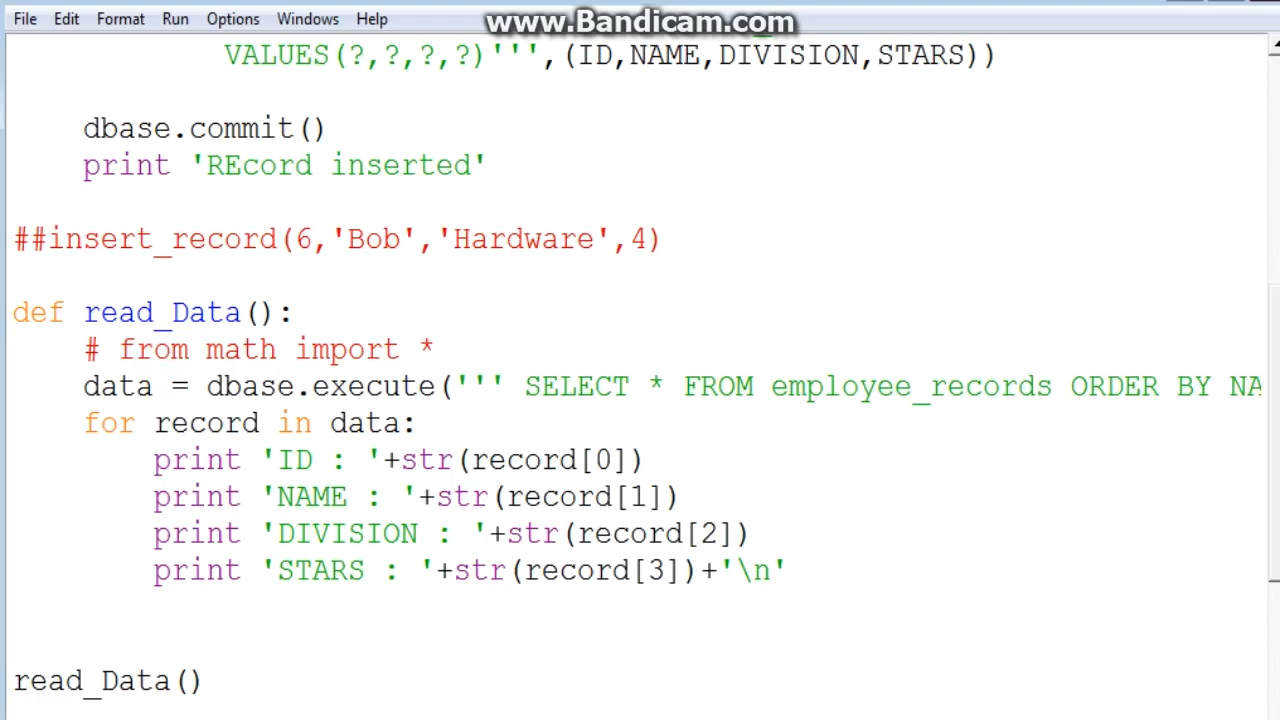 File Edit Format Run Options Windows Help
www.Bandicam.com
VALUES(?,?,?,?)''',(ID,NAME,DIVISION,STARS))
dbase.commit()
print 'REcord inserted'
##insert_record(6,'Bob','Hardware',4)
def read_Data():
# from math import *
data = dbase.execute(''' SELECT * FROM employee_records ORDER BY NA
for record in data:
print 'ID : '+str(record[0])
print 'NAME : '+str(record[1])
print 'DIVISION : '+str(record[2])
print 'STARS : '+str(record[3])+'\n'
read_Data()